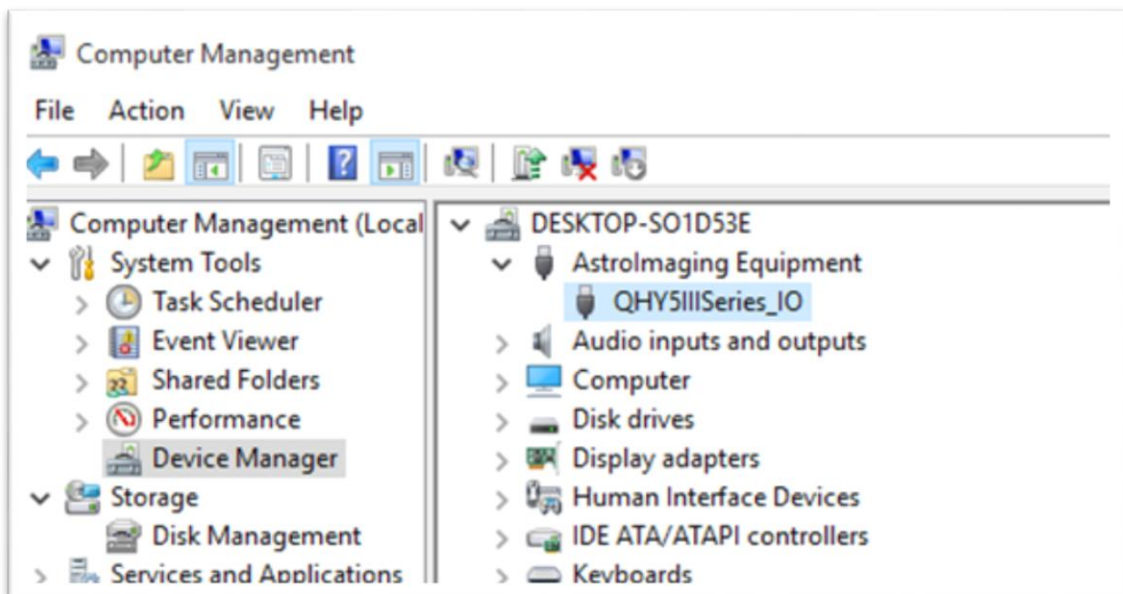 Computer Management
File Action View Help
Computer Management (Local
System Tools
Task Scheduler
Event Viewer
Shared Folders
Performance
Device Manager
Storage
Disk Management
Services and Applications
DESKTOP-SO1D53E
AstroImaging Equipment
QHY5IIISeries_IO
Audio inputs and outputs
Computer
Disk drives
Display adapters
Human Interface Devices
IDE ATA/ATAPI controllers
Keyboards